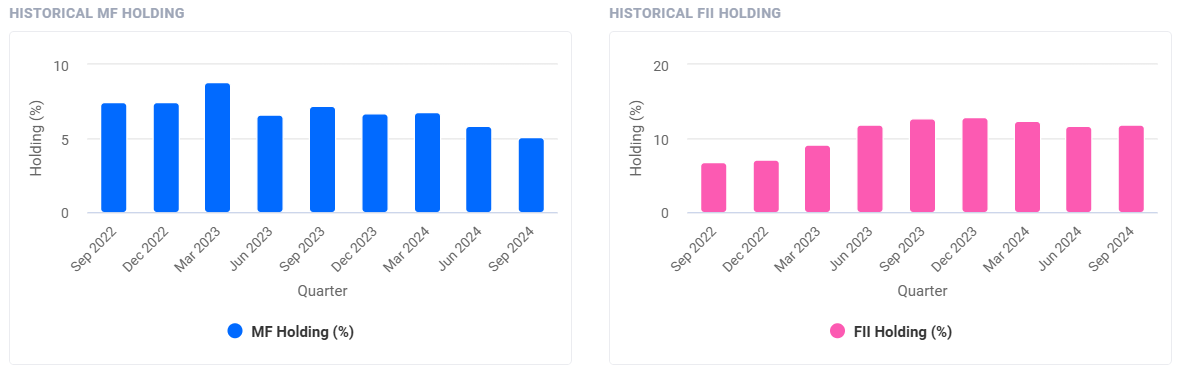 HISTORICAL MF HOLDING
10
5
0
Holding (%)
Sep 2022
Dec 2022
Mar 2023
Jun 2023
Sep 2023
Dec 2023
Mar 2024
Jun 2024
Sep 2024
Quarter
MF Holding (%)
HISTORICAL FII HOLDING
20
10
0
Holding (%)
Sep 2022
Dec 2022
Mar 2023
Jun 2023
Sep 2023
Dec 2023
Mar 2024
Jun 2024
Sep 2024
Quarter
FII Holding (%)